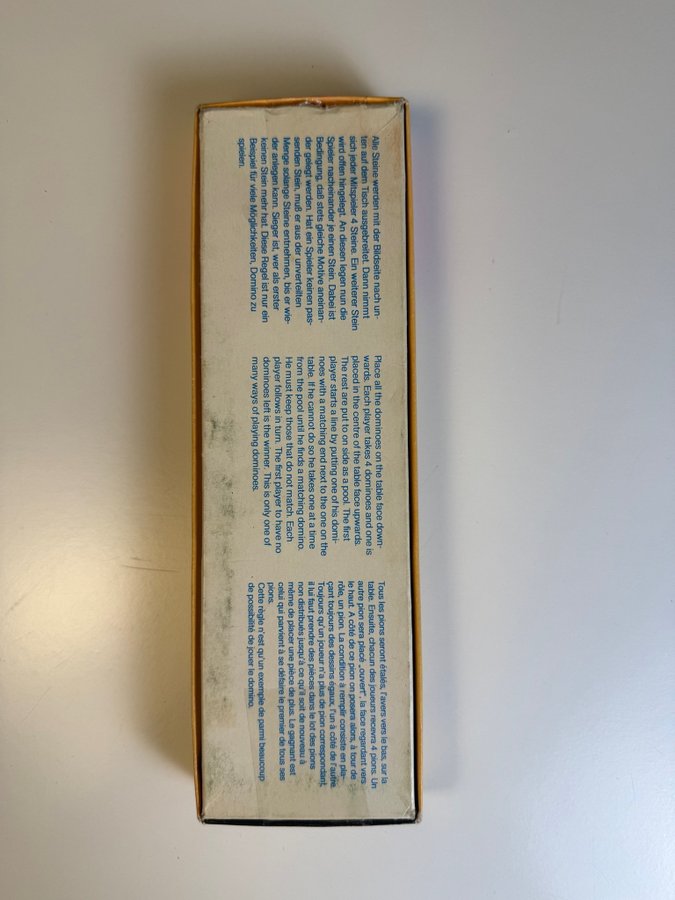 Alle Steine werden mit der Bildseite nach un-
ten auf dem Tisch ausgebreitet. Dann nimmt
sich jeder Mitspieler 4 Steine. Ein weiterer Stein
wird offen hingelegt. An diesen legen nun die
Spieler nacheinander je einen Stein. Dabei ist
Bedingung, daß stets gleiche Motive aneinan-
der gelegt werden. Hat ein Spieler keinen pas-
senden Stein, muß er aus der unverteilten
Menge solange Steine entnehmen, bis er wie-
der anlegen kann. Sieger ist, wer als erster
keinen Stein mehr hat. Diese Regel ist nur ein
Beispiel für viele Möglichkeiten, Domino zu
spielen.
Place all the dominoes on the table face down-
wards. Each player takes 4 dominoes and one is
placed in the centre of the table face upwards.
The rest are put to on side as a pool. The first
player starts a line by putting one of his domi-
noes with a matching end next to the one on the
table. If he cannot do so he takes one at a time
from the pool until he finds a matching domino.
He must keep those that do not match. Each
player follows in turn. The first player to have no
dominoes left is the winner. This is only one of
many ways of playing dominoes.
Tous les pions seront étalés, l'avers vers le bas, sur la
table. Ensuite, chacun des joueurs recevra 4 pions. Un
autre pion sera placé „ouvert", la face regardant vers
le haut. A côté de ce pion on posera alors, à tour de
rôle, un pion. La condition à remplir consiste en pla-
çant toujours des dessins égaux, l'un à côté de l'autre.
Toujours qu'un joueur n'a plus de pion correspondant,
il lui faut prendre des pièces dans le lot des pions
non distribués jusqu'à ce qu'il soit de nouveau à
même de placer une pièce de plus. Le gagnant est
celui qui parvient à se défaire le premier de tous ses
pions.
Cette règle n'est qu'un exemple de parmi beaucoup
de possibilité de jouer le domino.